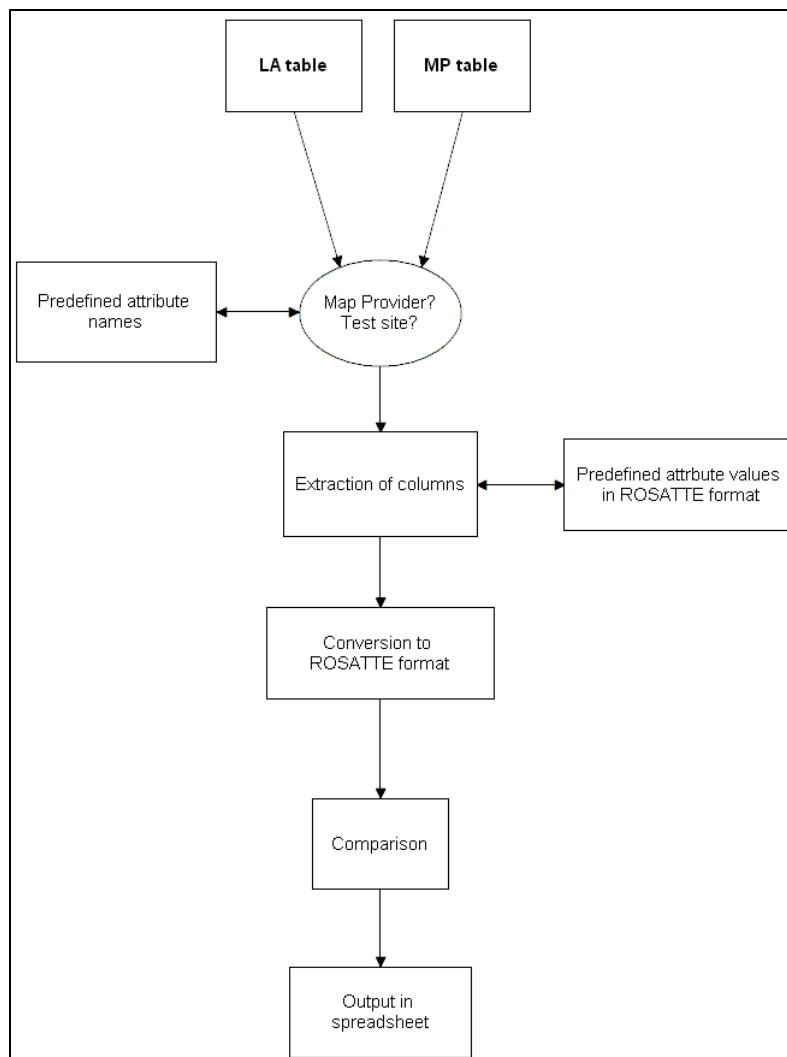 LA table
MP table
Predefined attribute
names
Map Provider?
Test site?
Extraction of columns
Predefined attrbute values
in ROSATTE format
Conversion to
ROSATTE format
Comparison
Output in
spreadsheet